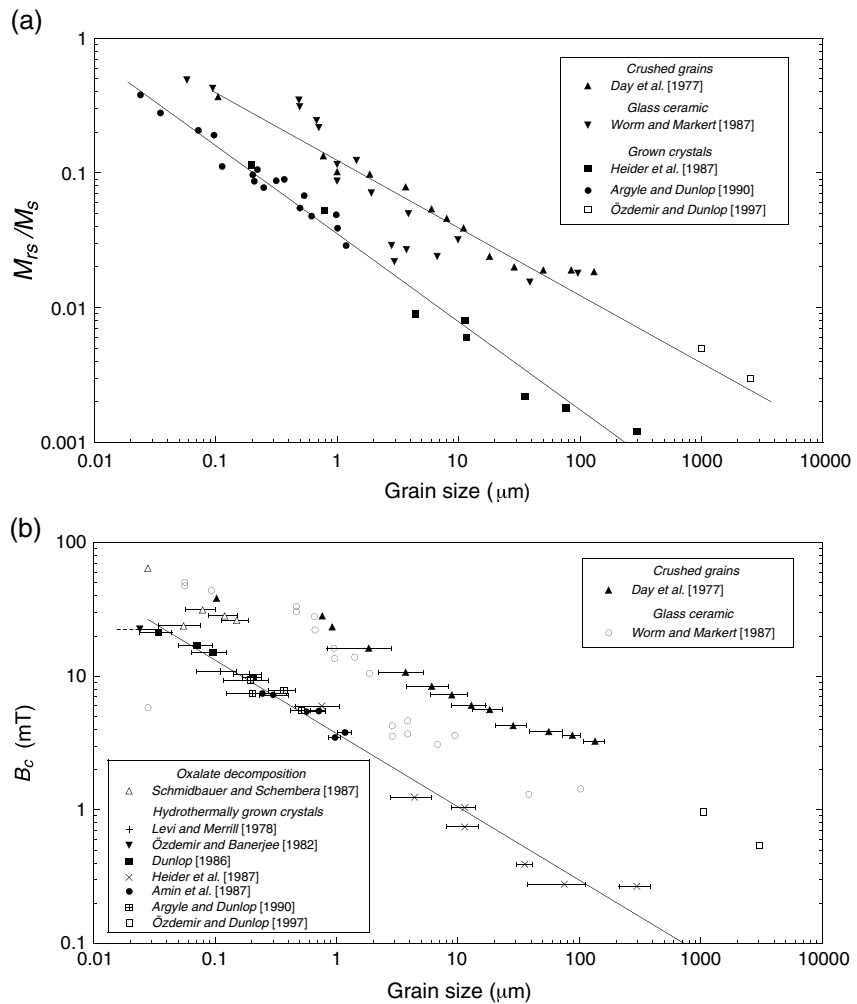 (a)
1
0.1
0.01
0.001
Mrs/Ms
0.01
0.1
1
10
100
1000
10000
Grain size (µm)
Crushed grains
▲ Day et al. [1977]
Glass ceramic
▼ Worm and Markert [1987]
Grown crystals
■ Heider et al. [1987]
● Argyle and Dunlop [1990]
□ Özdemir and Dunlop [1997]
(b)
100
10
1
0.1
Bc (mT)
0.01
0.1
1
10
100
1000
10000
Grain size (µm)
Crushed grains
▲ Day et al. [1977]
Glass ceramic
○ Worm and Markert [1987]
Oxalate decomposition
△ Schmidbauer and Schembera [1987]
Hydrothermally grown crystals
+ Levi and Merrill [1978]
▼ Özdemir and Banerjee [1982]
■ Dunlop [1986]
× Heider et al. [1987]
● Amin et al. [1987]
⊞ Argyle and Dunlop [1990]
□ Özdemir and Dunlop [1997]